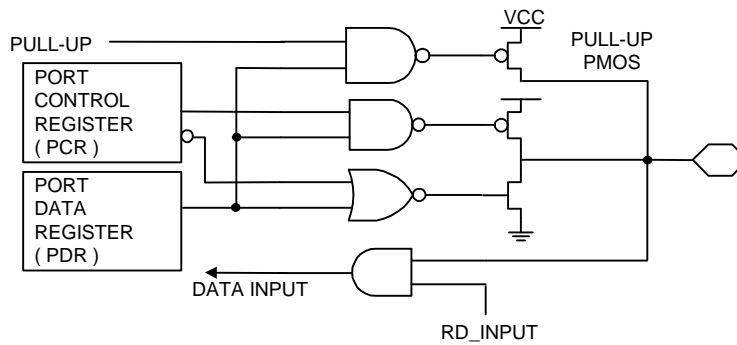 VCC
PULL-UP
PULL-UP
PMOS
PORT
CONTROL
REGISTER
( PCR )
PORT
DATA
REGISTER
( PDR )
DATA INPUT
RD_INPUT